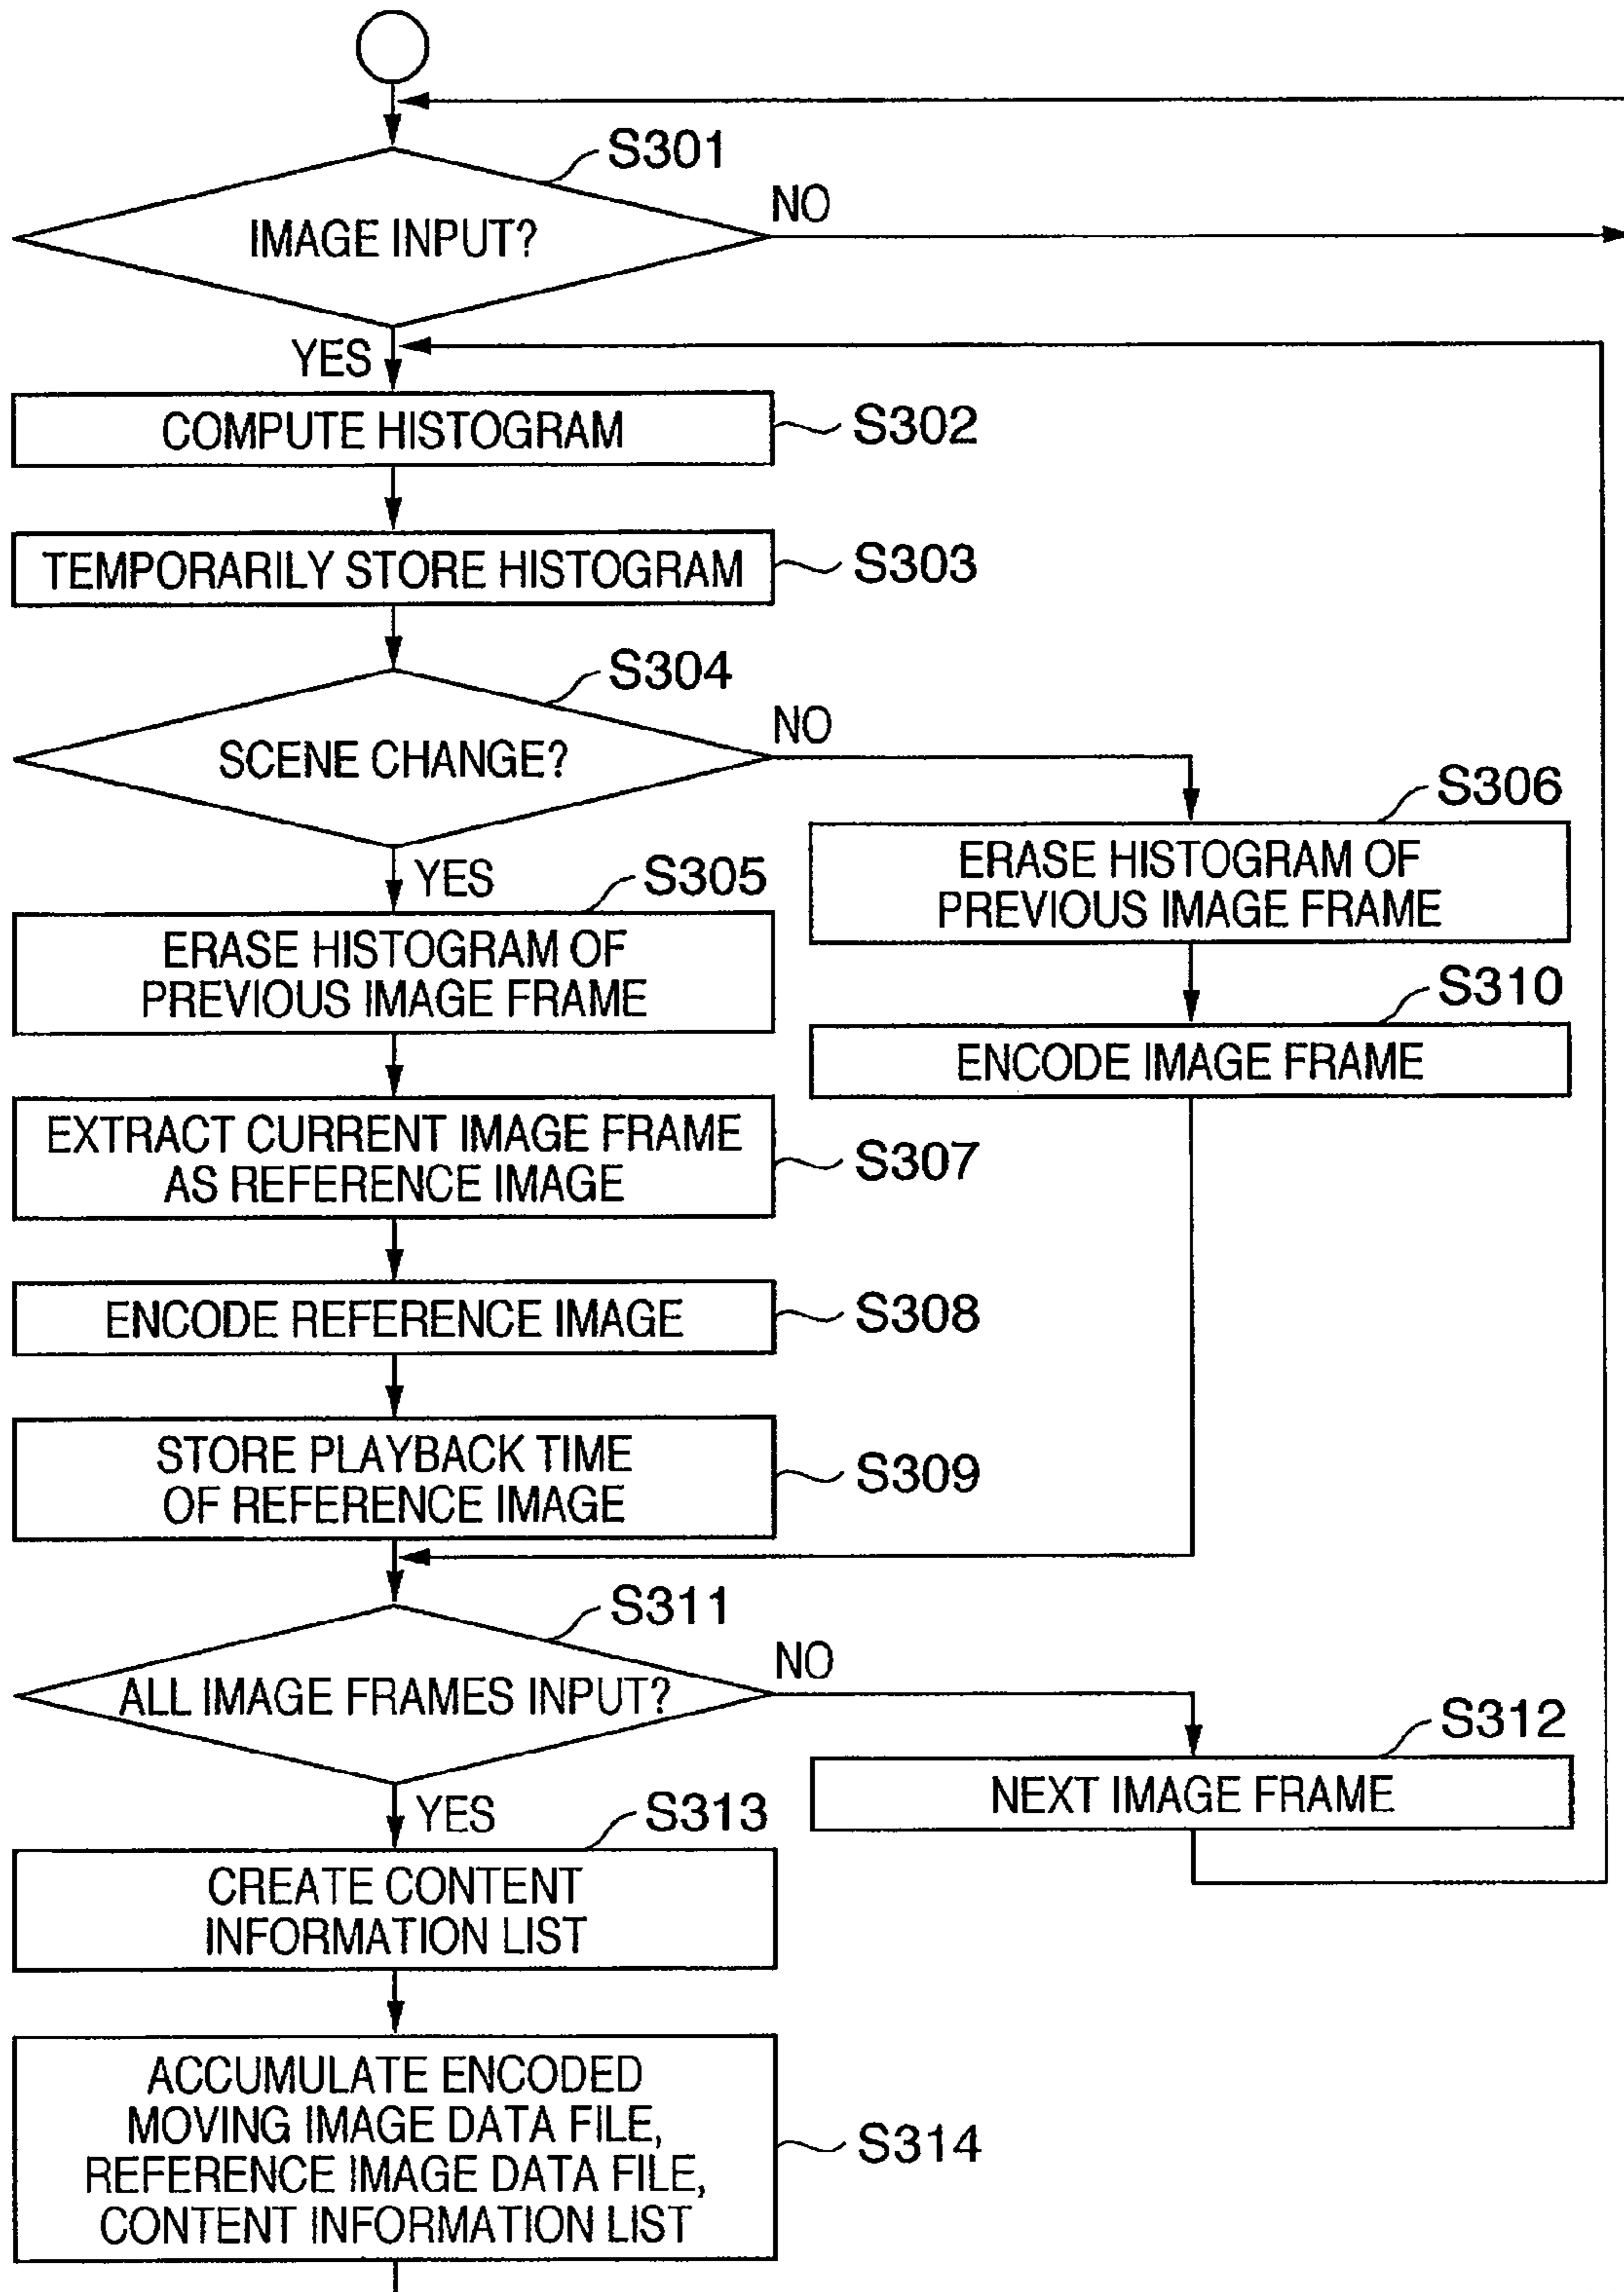 S301
IMAGE INPUT?
NO
YES
COMPUTE HISTOGRAM
S302
TEMPORARILY STORE HISTOGRAM
S303
S304
SCENE CHANGE?
NO
YES
S305
ERASE HISTOGRAM OF
PREVIOUS IMAGE FRAME
S306
ERASE HISTOGRAM OF
PREVIOUS IMAGE FRAME
S310
ENCODE IMAGE FRAME
EXTRACT CURRENT IMAGE FRAME
AS REFERENCE IMAGE
S307
ENCODE REFERENCE IMAGE
S308
STORE PLAYBACK TIME
OF REFERENCE IMAGE
S309
S311
ALL IMAGE FRAMES INPUT?
NO
S312
NEXT IMAGE FRAME
YES
S313
CREATE CONTENT
INFORMATION LIST
ACCUMULATE ENCODED
MOVING IMAGE DATA FILE,
REFERENCE IMAGE DATA FILE,
CONTENT INFORMATION LIST
S314